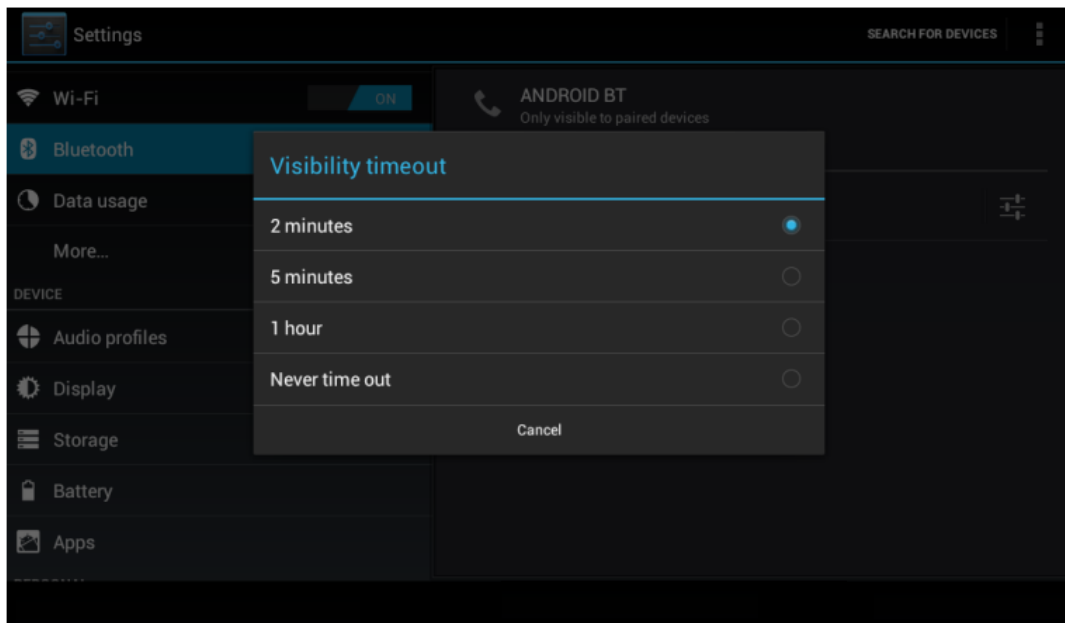 Settings
SEARCH FOR DEVICES
Wi-Fi
ON
ANDROID BT
Only visible to paired devices
Bluetooth
Visibility timeout
Data usage
2 minutes
More...
5 minutes
DEVICE
1 hour
Audio profiles
Never time out
Display
Cancel
Storage
Battery
Apps